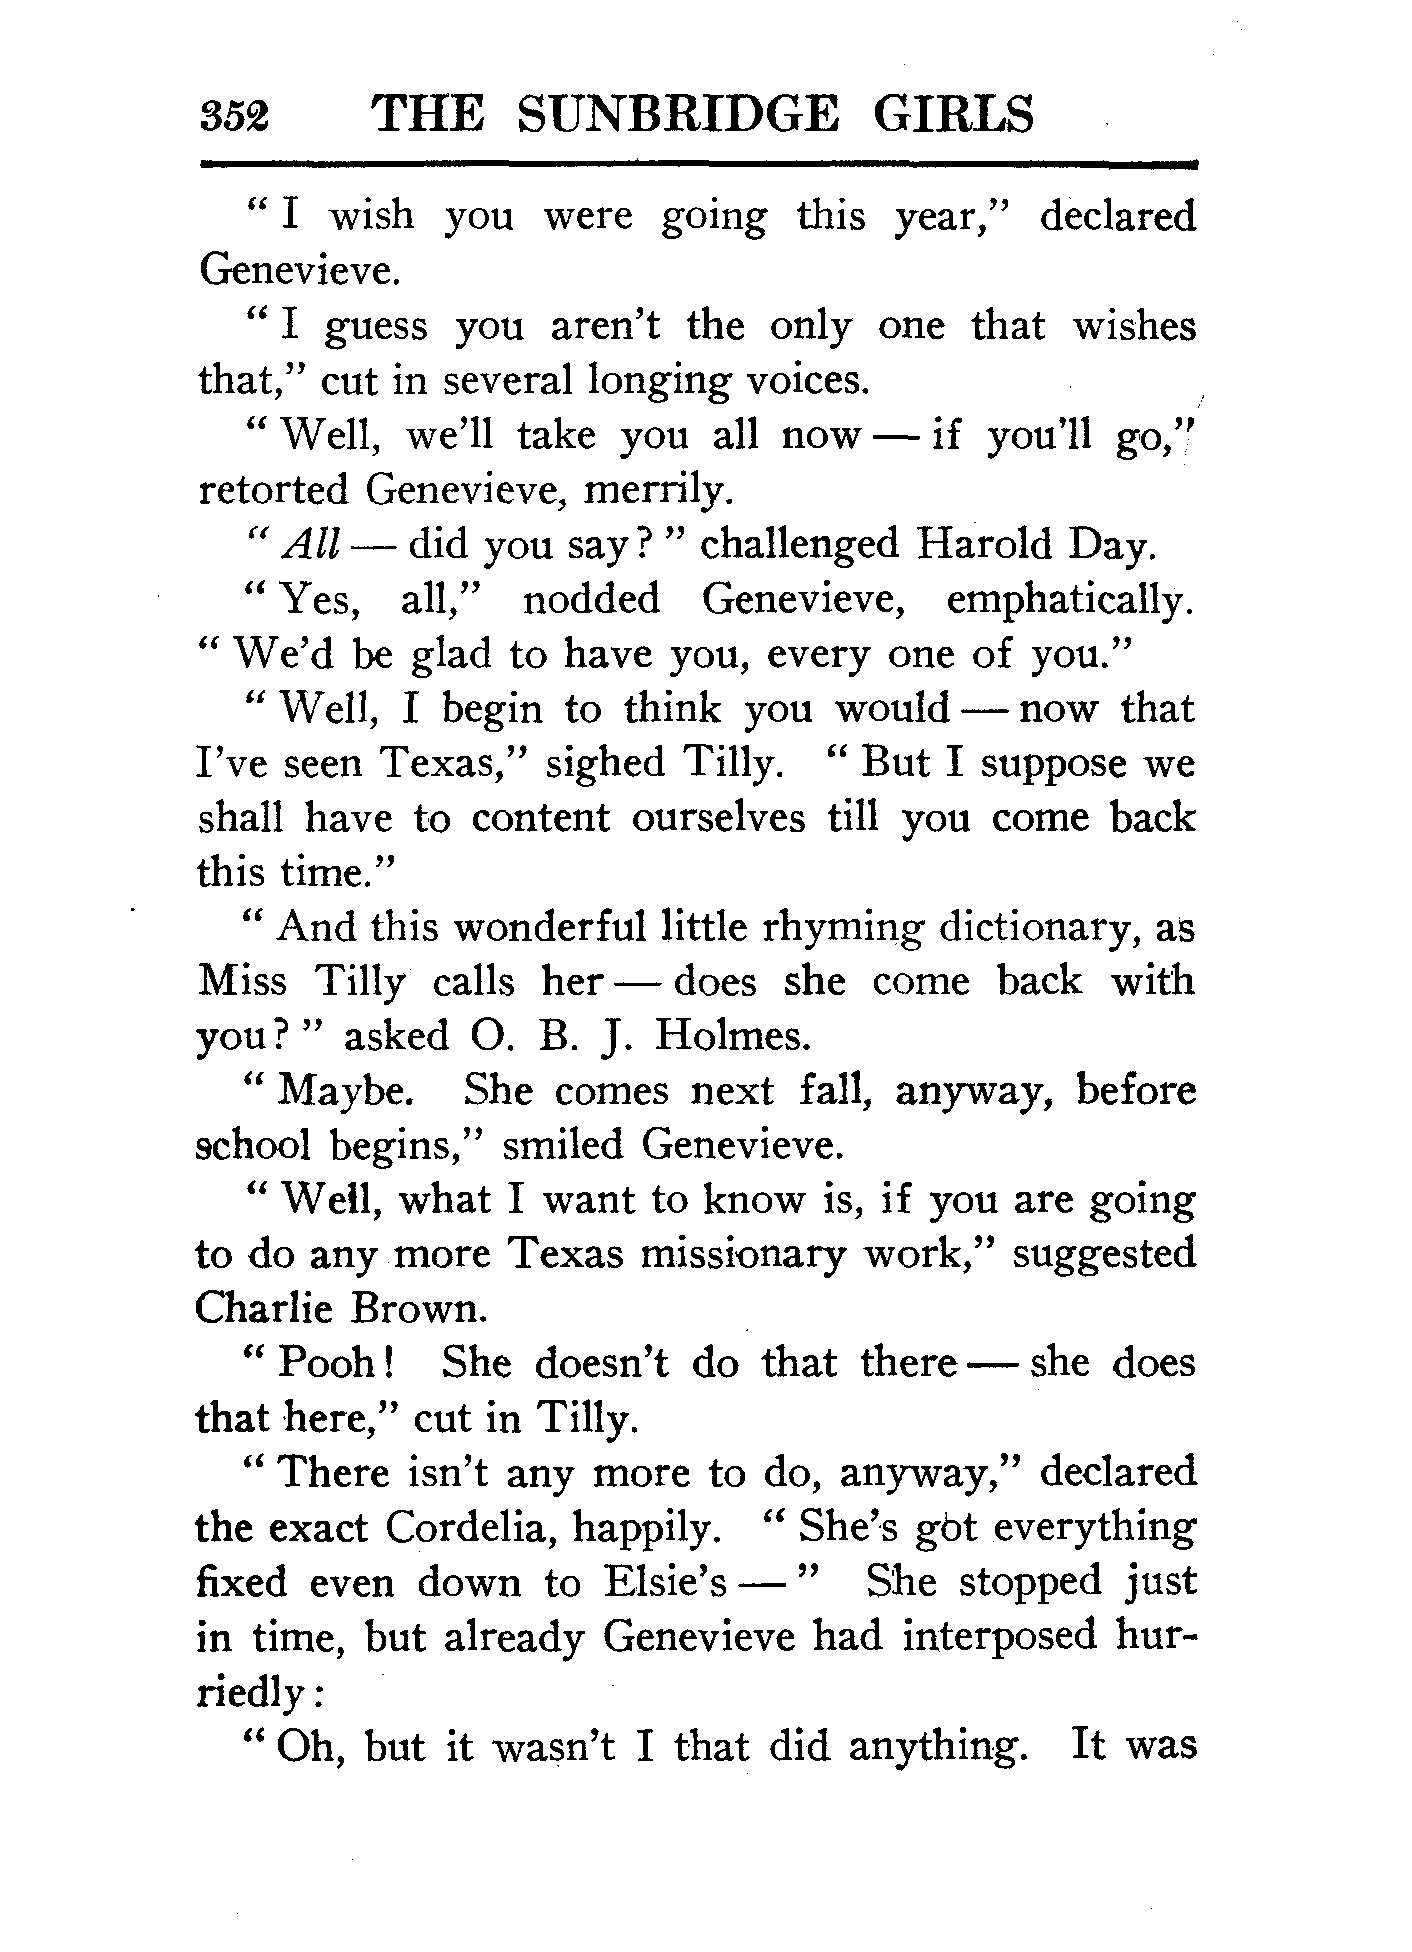 352 THE SUNBRIDGE GIRLS
" I wish you were going this year," declared
Genevieve.
" I guess you aren't the only one that wishes
that," cut in several longing voices.
" Well, we'll take you all now — if you'll go,"
retorted Genevieve, merrily.
" All — did you say? " challenged Harold Day.
" Yes, all," nodded Genevieve, emphatically.
" We'd be glad to have you, every one of you."
" Well, I begin to think you would — now that
I've seen Texas," sighed Tilly. " But I suppose we
shall have to content ourselves till you come back
this time."
" And this wonderful little rhyming dictionary, as
Miss Tilly calls her — does she come back with
you? " asked O. B. J. Holmes.
" Maybe. She comes next fall, anyway, before
school begins," smiled Genevieve.
" Well, what I want to know is, if you are going
to do any more Texas missionary work," suggested
Charlie Brown.
" Pooh! She doesn't do that there — she does
that here," cut in Tilly.
" There isn't any more to do, anyway," declared
the exact Cordelia, happily. " She's got everything
fixed even down to Elsie's — " She stopped just
in time, but already Genevieve had interposed hur-
riedly:
" Oh, but it wasn't I that did anything. It was